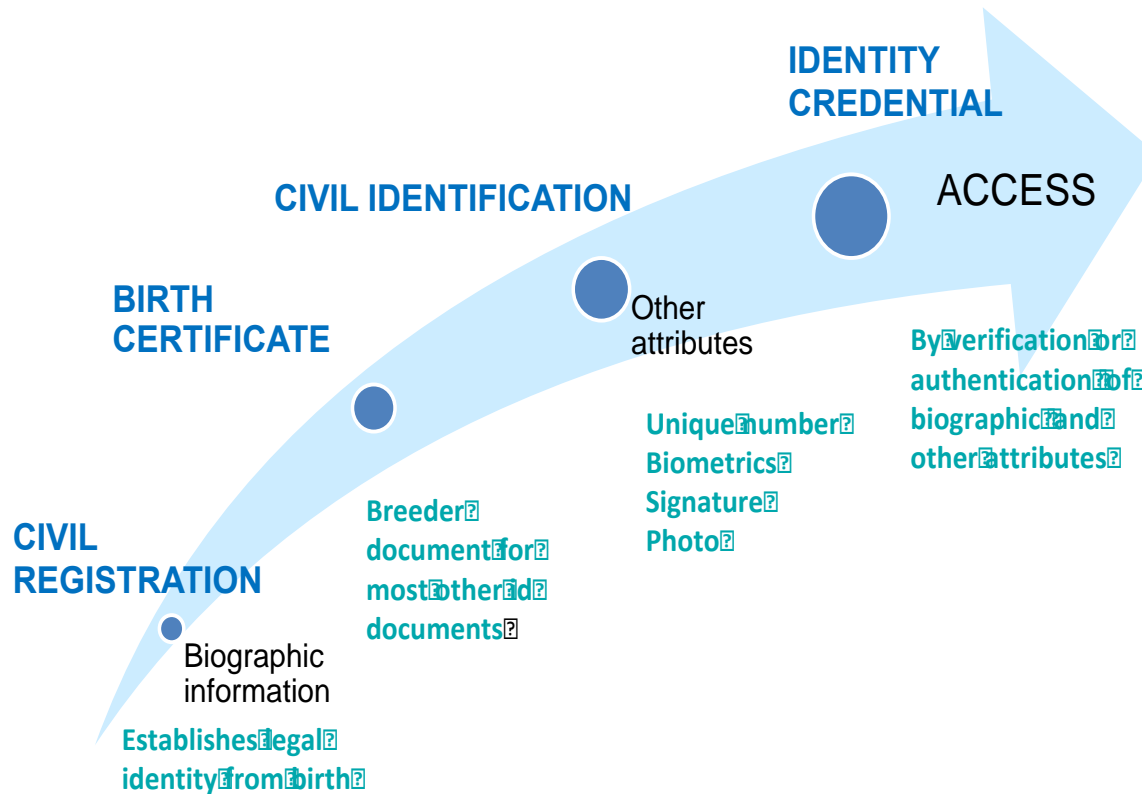 IDENTITY
CREDENTIAL
ACCESS
CIVIL IDENTIFICATION
BIRTH
CERTIFICATE
Other
attributes
By verification or
authentication of
biographic and
other attributes
Unique number
Biometrics
Signature
Photo
Breeder
document for
most other id
documents
CIVIL
REGISTRATION
Biographic
information
Establishes legal
identity from birth